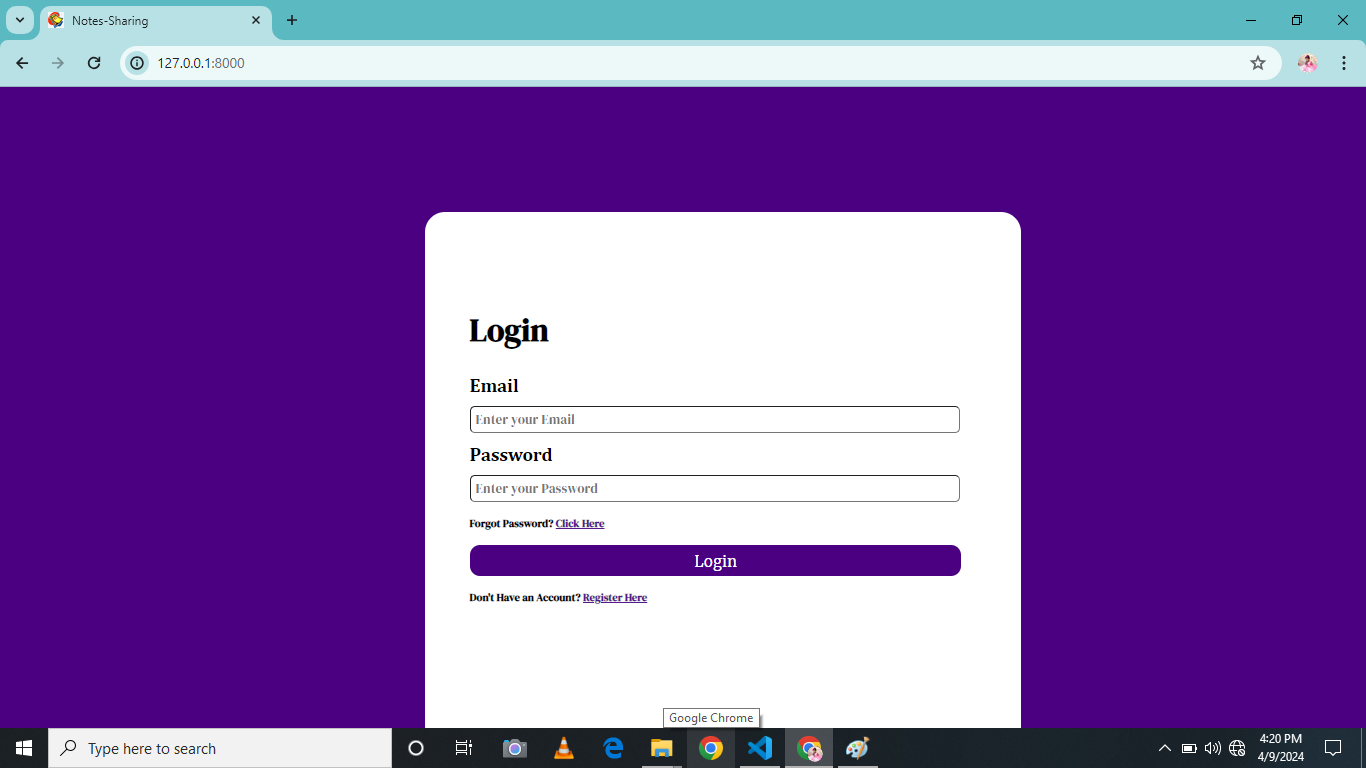 Notes-Sharing
127.0.0.1:8000
Login
Email
Enter your Email
Password
Enter your Password
Forgot Password? Click Here
Login
Don't Have an Account? Register Here
Google Chrome
Type here to search
4:20 PM
4/9/2024